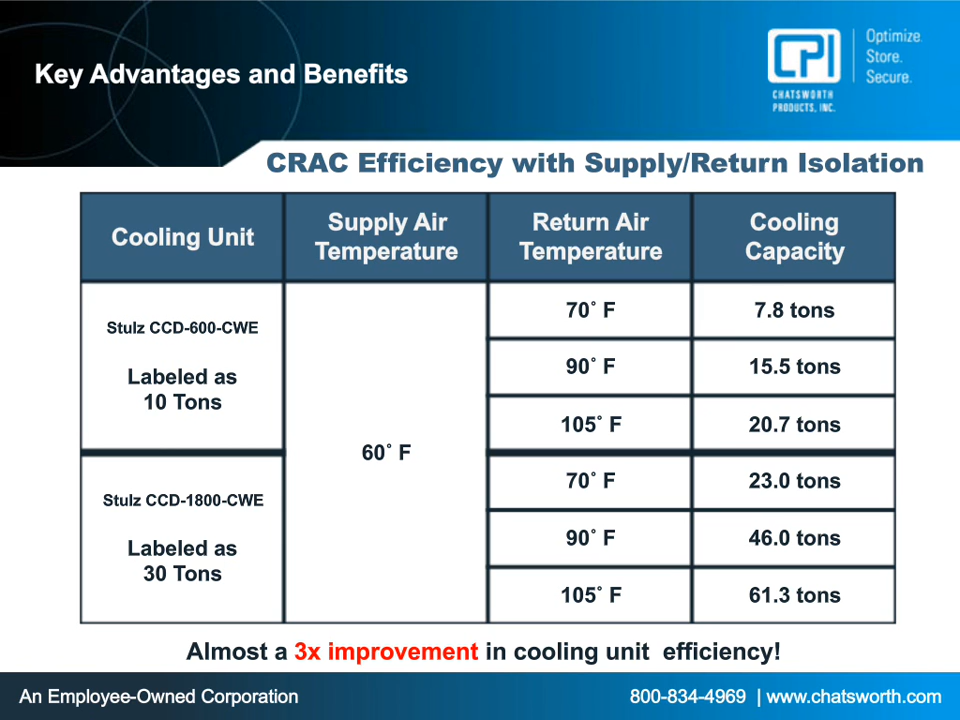 Key Advantages and Benefits
CPI
CHATSWORTH
PRODUCTS, INC.
Optimize.
Store.
Secure.
CRAC Efficiency with Supply/Return Isolation
Cooling Unit
Supply Air
Temperature
Return Air
Temperature
Cooling
Capacity
Stulz CCD-600-CWE
Labeled as
10 Tons
60˚ F
70˚ F
7.8 tons
90˚ F
15.5 tons
105˚ F
20.7 tons
Stulz CCD-1800-CWE
Labeled as
30 Tons
70˚ F
23.0 tons
90˚ F
46.0 tons
105˚ F
61.3 tons
Almost a 3x improvement in cooling unit efficiency!
An Employee-Owned Corporation
800-834-4969 | www.chatsworth.com